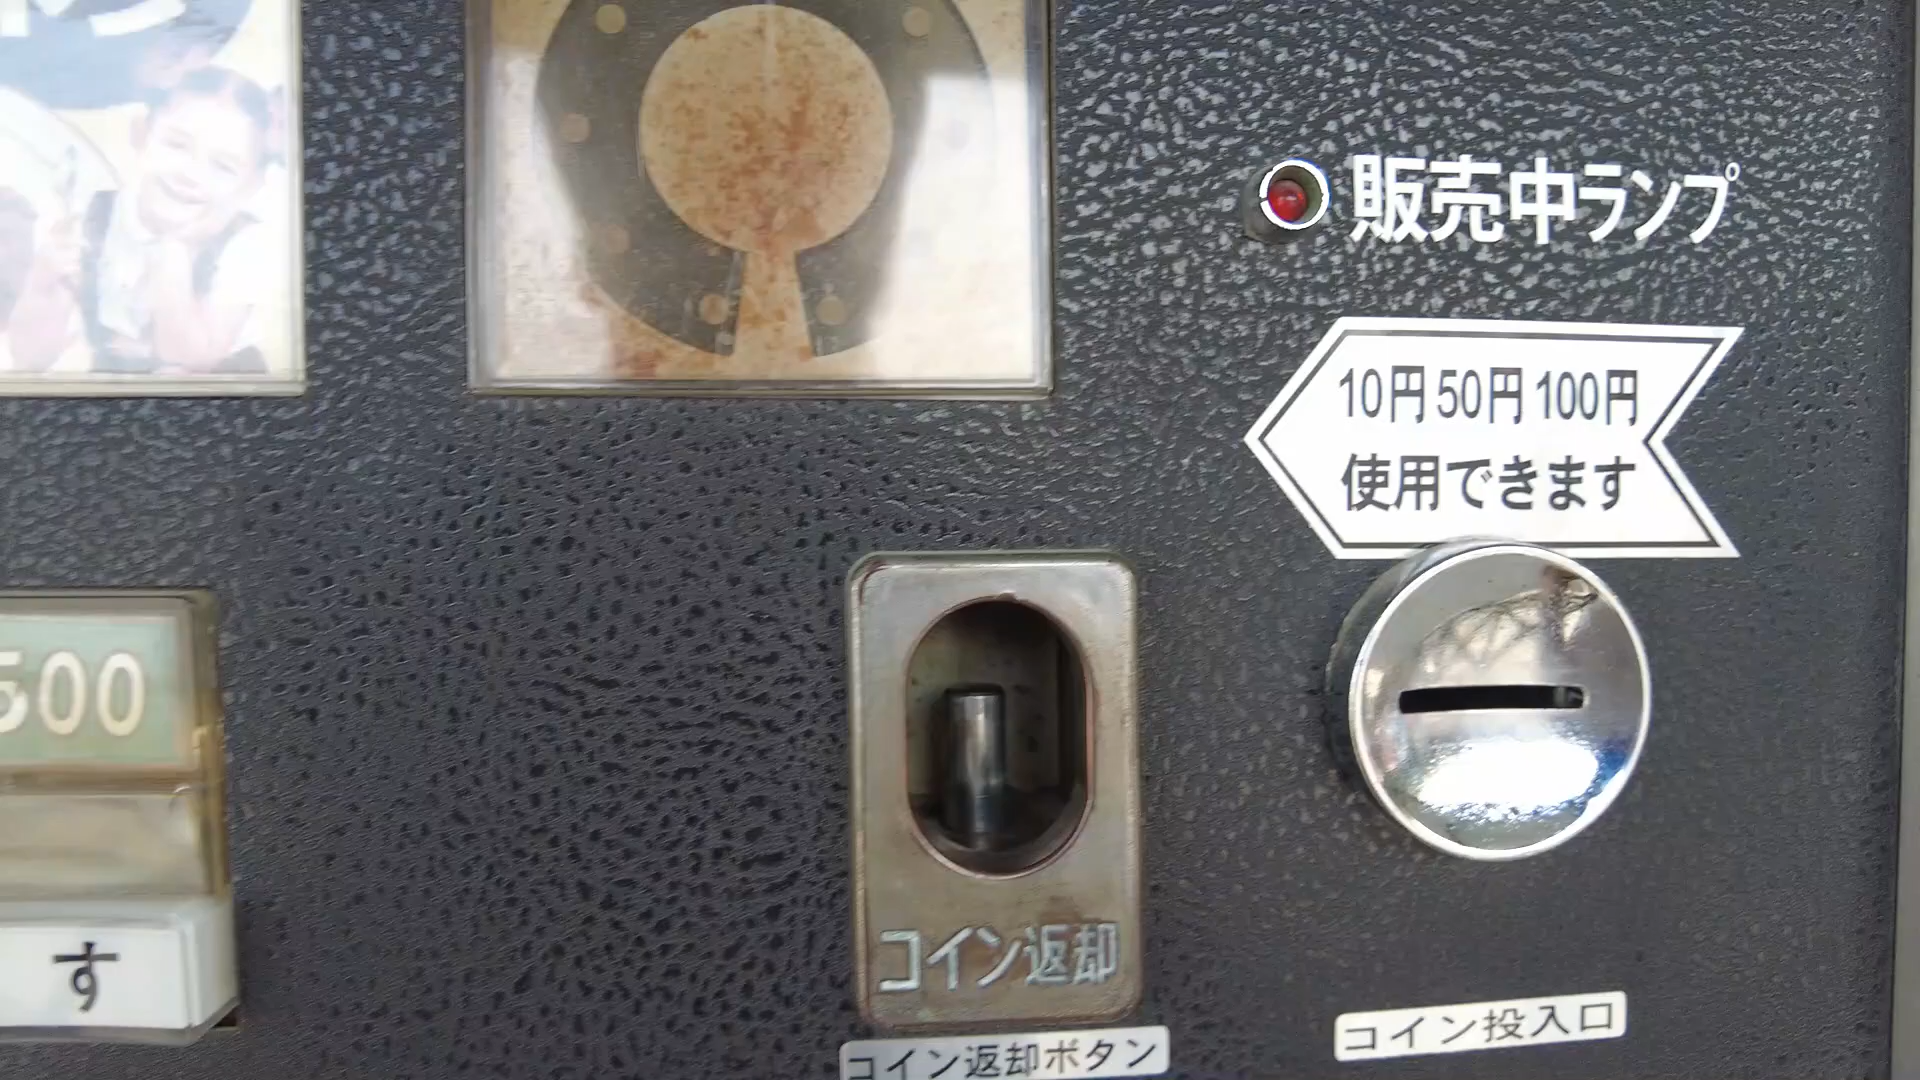 販売中ランプ
10円50円100円
使用できます
500
す
コイン返却
コイン投入口
コイン返却ボタン